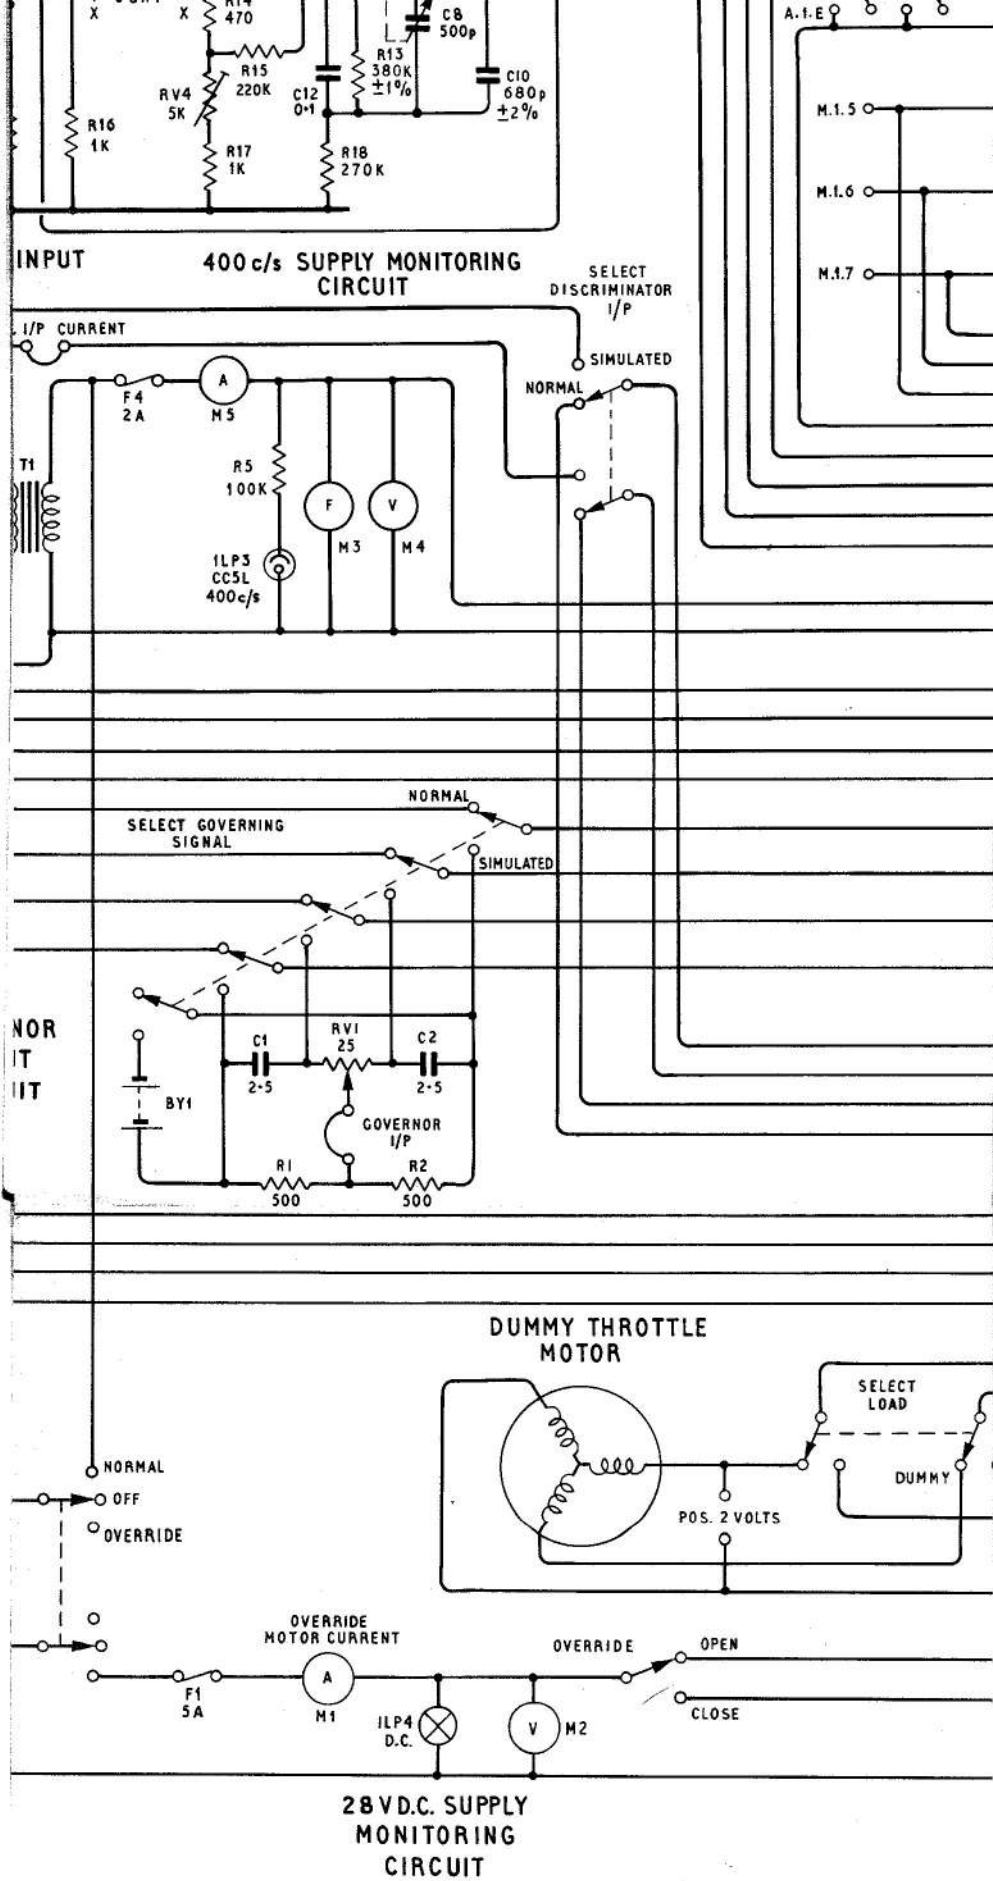 X
X
470
C8
500p
A.1.E
R15
220K
R13
380K
±1%
RV4
5K
C12
0·1
C10
680p
±2%
M.1.5
R16
1K
R17
1K
R18
270K
M.1.6
INPUT
400 c/s SUPPLY MONITORING
CIRCUIT
SELECT
DISCRIMINATOR
I/P
M.1.7
I/P CURRENT
SIMULATED
NORMAL
F4
2A
A
M5
T1
R5
100K
F
M3
V
M4
ILP3
CC5L
400c/s
NORMAL
SELECT GOVERNING
SIGNAL
SIMULATED
NOR
IT
C1
2·5
RV1
25
C2
2·5
BY1
GOVERNOR
I/P
R1
500
R2
500
DUMMY THROTTLE
MOTOR
SELECT
LOAD
DUMMY
POS. 2 VOLTS
NORMAL
OFF
OVERRIDE
OVERRIDE
MOTOR CURRENT
OVERRIDE
OPEN
CLOSE
F1
5A
A
M1
ILP4
D.C.
V
M2
28V D.C. SUPPLY
MONITORING
CIRCUIT